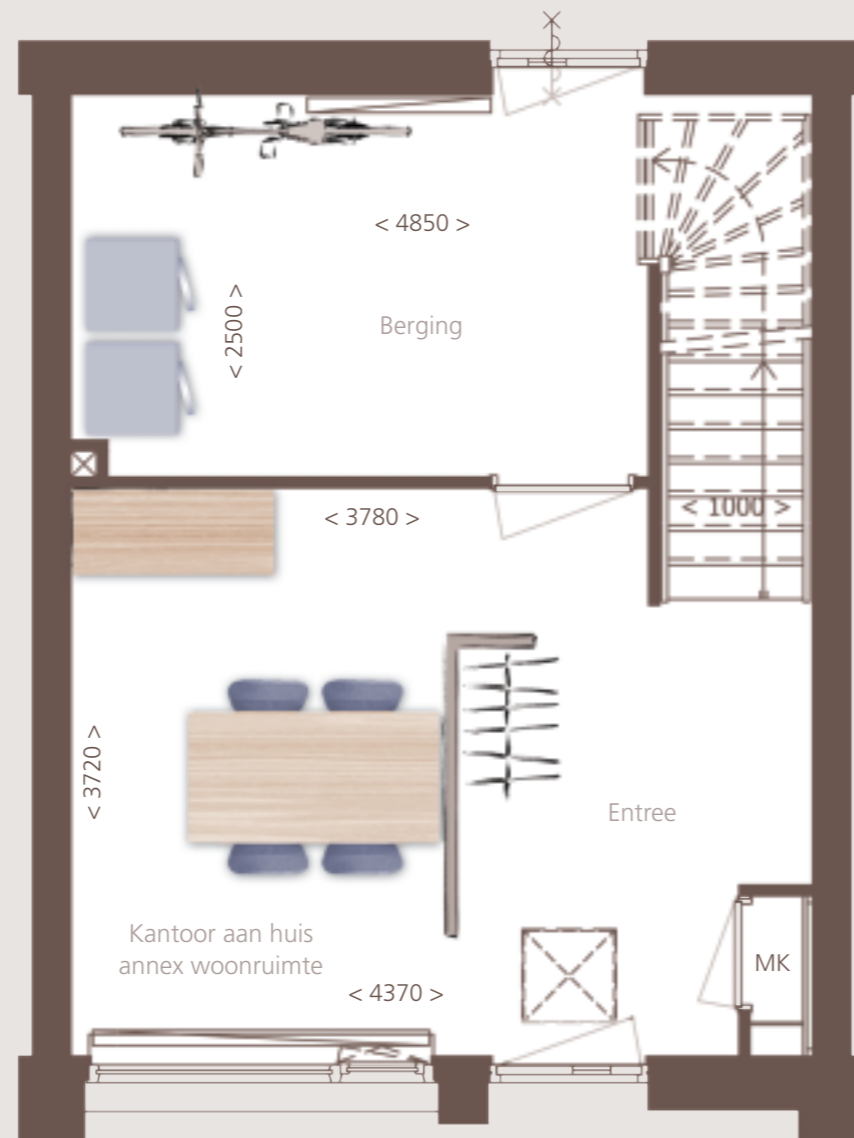 < 4850 >
< 2500 >
Berging
< 3780 >
< 1000 >
< 3720 >
Entree
Kantoor aan huis
annex woonruimte
MK
< 4370 >